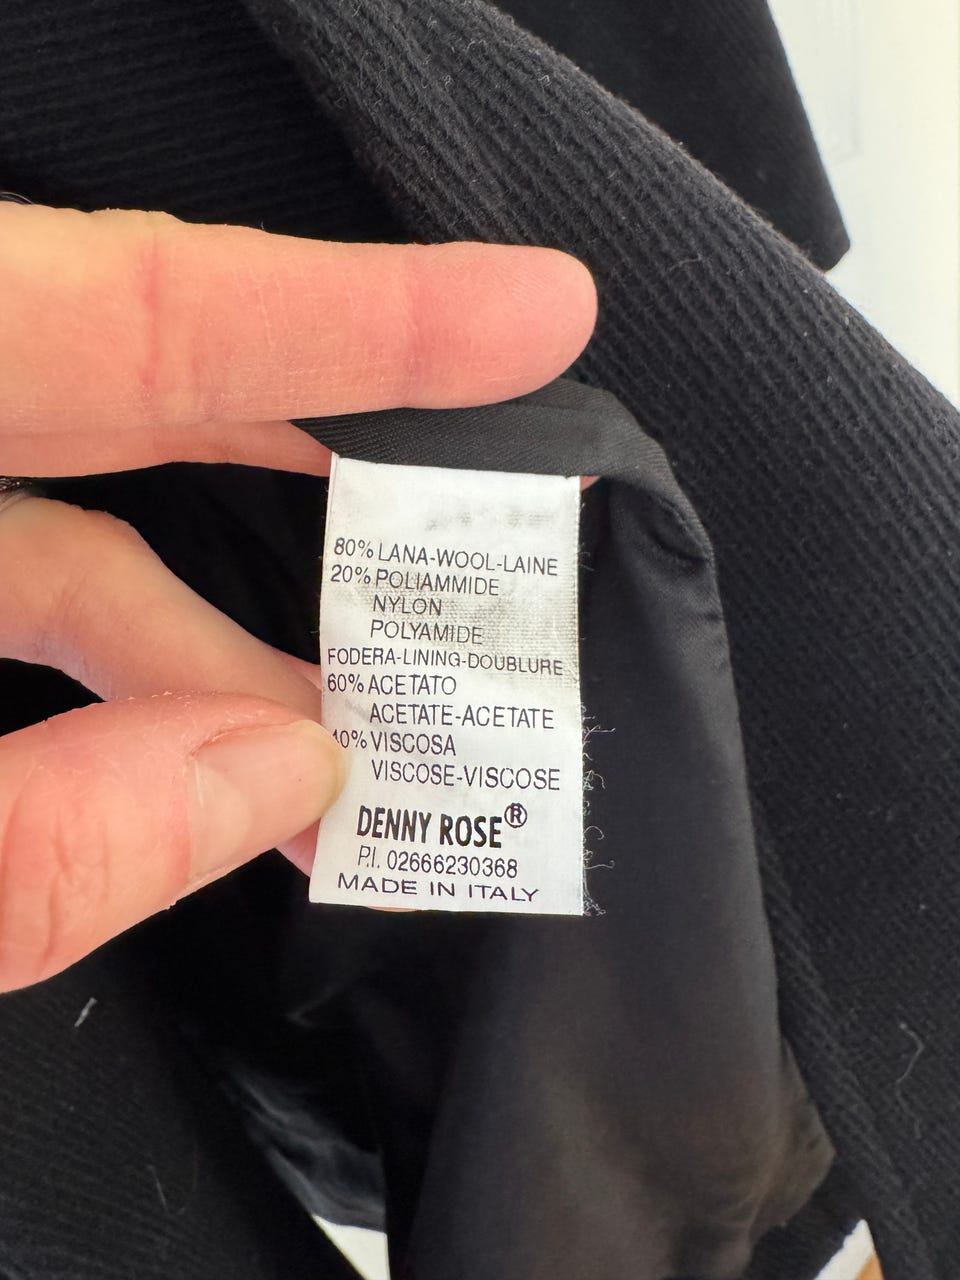 80% LANA-WOOL-LAINE
20% POLIAMMIDE
NYLON
POLYAMIDE
FODERA-LINING-DOUBLURE
60% ACETATO
ACETATE-ACETATE
40% VISCOSA
VISCOSE-VISCOSE
DENNY ROSE®
P.I. 02666230368
MADE IN ITALY